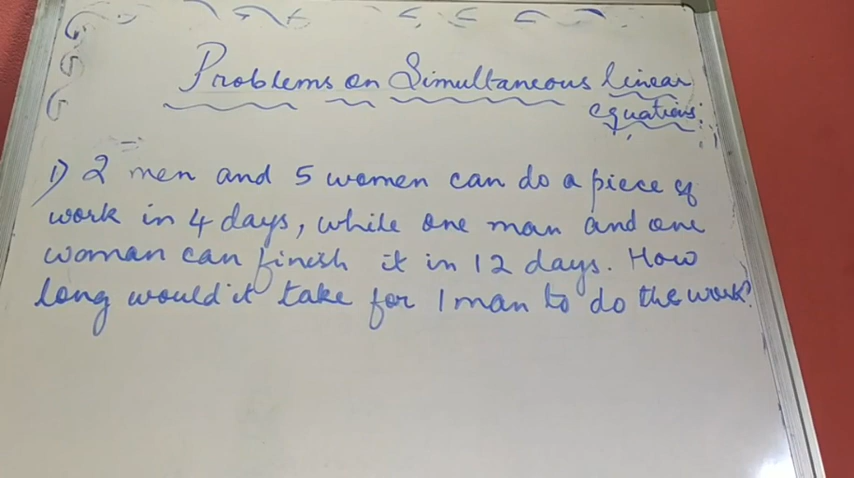 Problems on Simultaneous linear
equations:
1) 2 men and 5 women can do a piece of
work in 4 days, while one man and one
woman can finish it in 12 days. How
long would it take for 1 man to do the work?